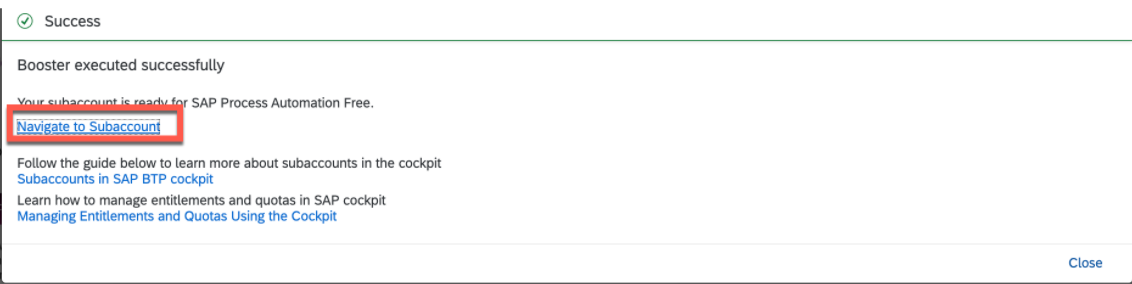 Success
Booster executed successfully
Your subaccount is ready for SAP Process Automation Free.
Navigate to Subaccount
Follow the guide below to learn more about subaccounts in the cockpit
Subaccounts in SAP BTP cockpit
Learn how to manage entitlements and quotas in SAP cockpit
Managing Entitlements and Quotas Using the Cockpit
Close